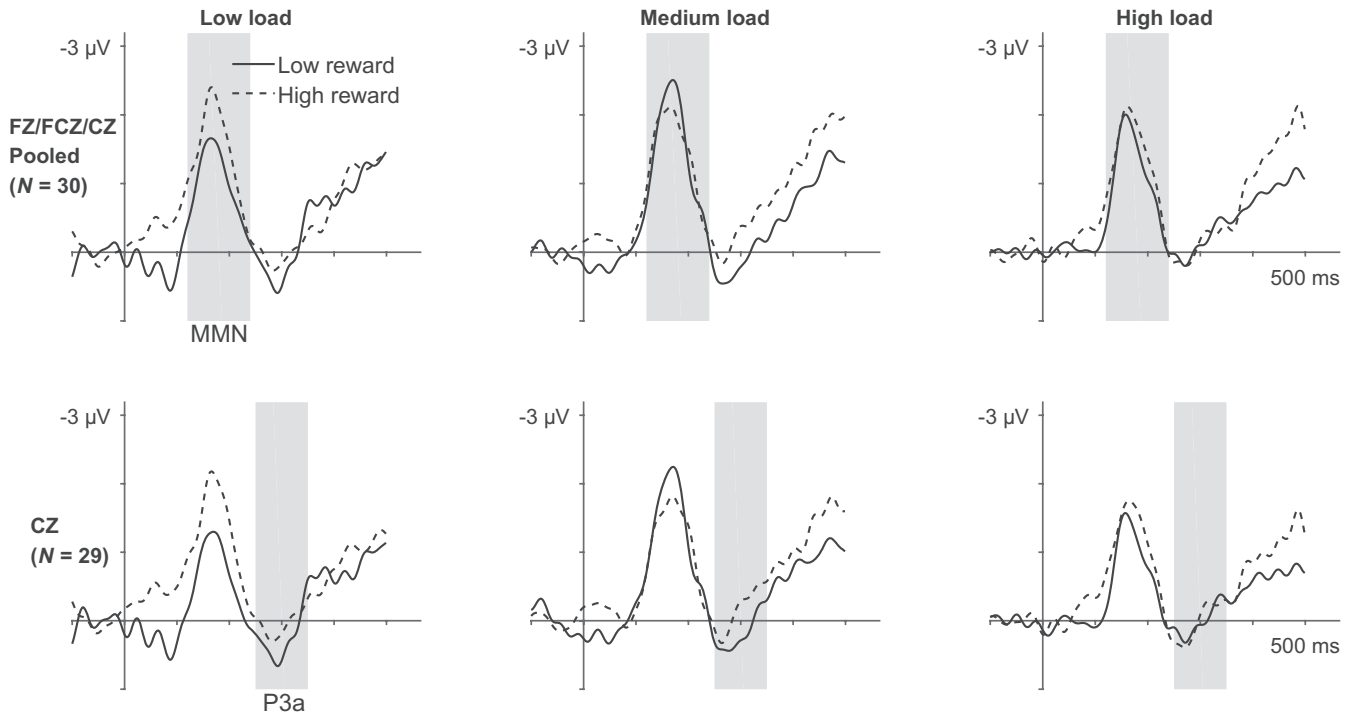 Low load
Medium load
High load
-3 µV
-3 µV
-3 µV
Low reward
High reward
FZ/FCZ/CZ
Pooled
(N = 30)
500 ms
MMN
-3 µV
-3 µV
-3 µV
CZ
(N = 29)
500 ms
P3a